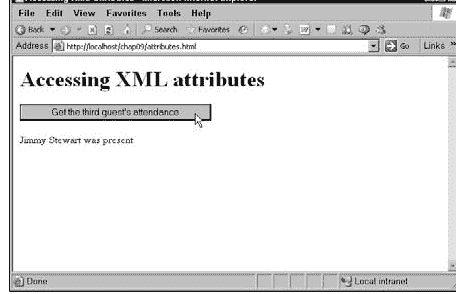 File Edit View Favorites Tools Help
Back Search Favorites
Address http://localhost/chap09/attributes.html Go Links »
Accessing XML attributes
Get the third guest's attendance
Jimmy Stewart was present
Done Local intranet